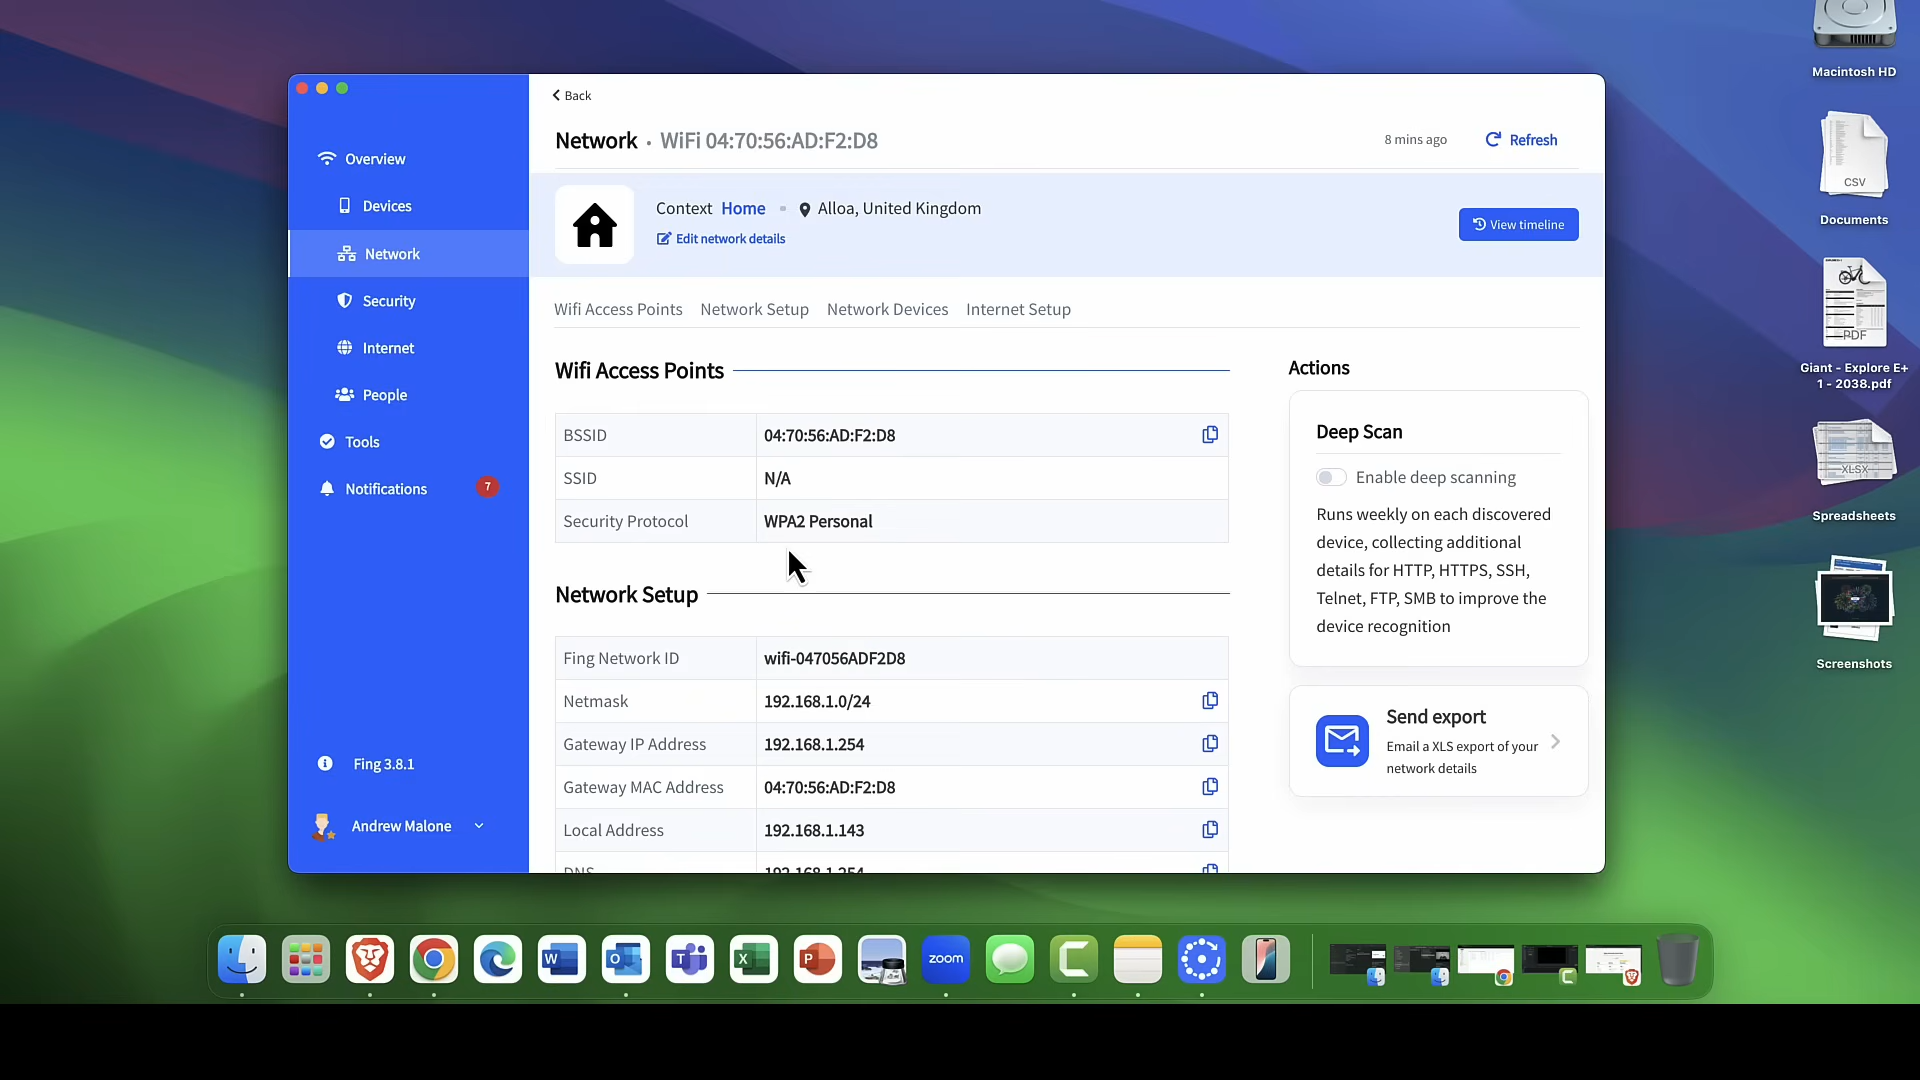 Back
Network · WiFi 04:70:56:AD:F2:D8
8 mins ago
Refresh
Context Home Alloa, United Kingdom
Edit network details
View timeline
Overview
Devices
Network
Security
Internet
People
Tools
Notifications 7
Fing 3.8.1
Andrew Malone
Wifi Access Points Network Setup Network Devices Internet Setup
Wifi Access Points
BSSID 04:70:56:AD:F2:D8
SSID N/A
Security Protocol WPA2 Personal
Network Setup
Fing Network ID wifi-047056ADF2D8
Netmask 192.168.1.0/24
Gateway IP Address 192.168.1.254
Gateway MAC Address 04:70:56:AD:F2:D8
Local Address 192.168.1.143
DNS 192.168.1.254
Actions
Deep Scan
Enable deep scanning
Runs weekly on each discovered
device, collecting additional
details for HTTP, HTTPS, SSH,
Telnet, FTP, SMB to improve the
device recognition
Send export
Email a XLS export of your
network details
Macintosh HD
CSV
Documents
PDF
Giant - Explore E+
1 - 2038.pdf
XLSX
Spreadsheets
Screenshots
W
O
T
X
P
zoom